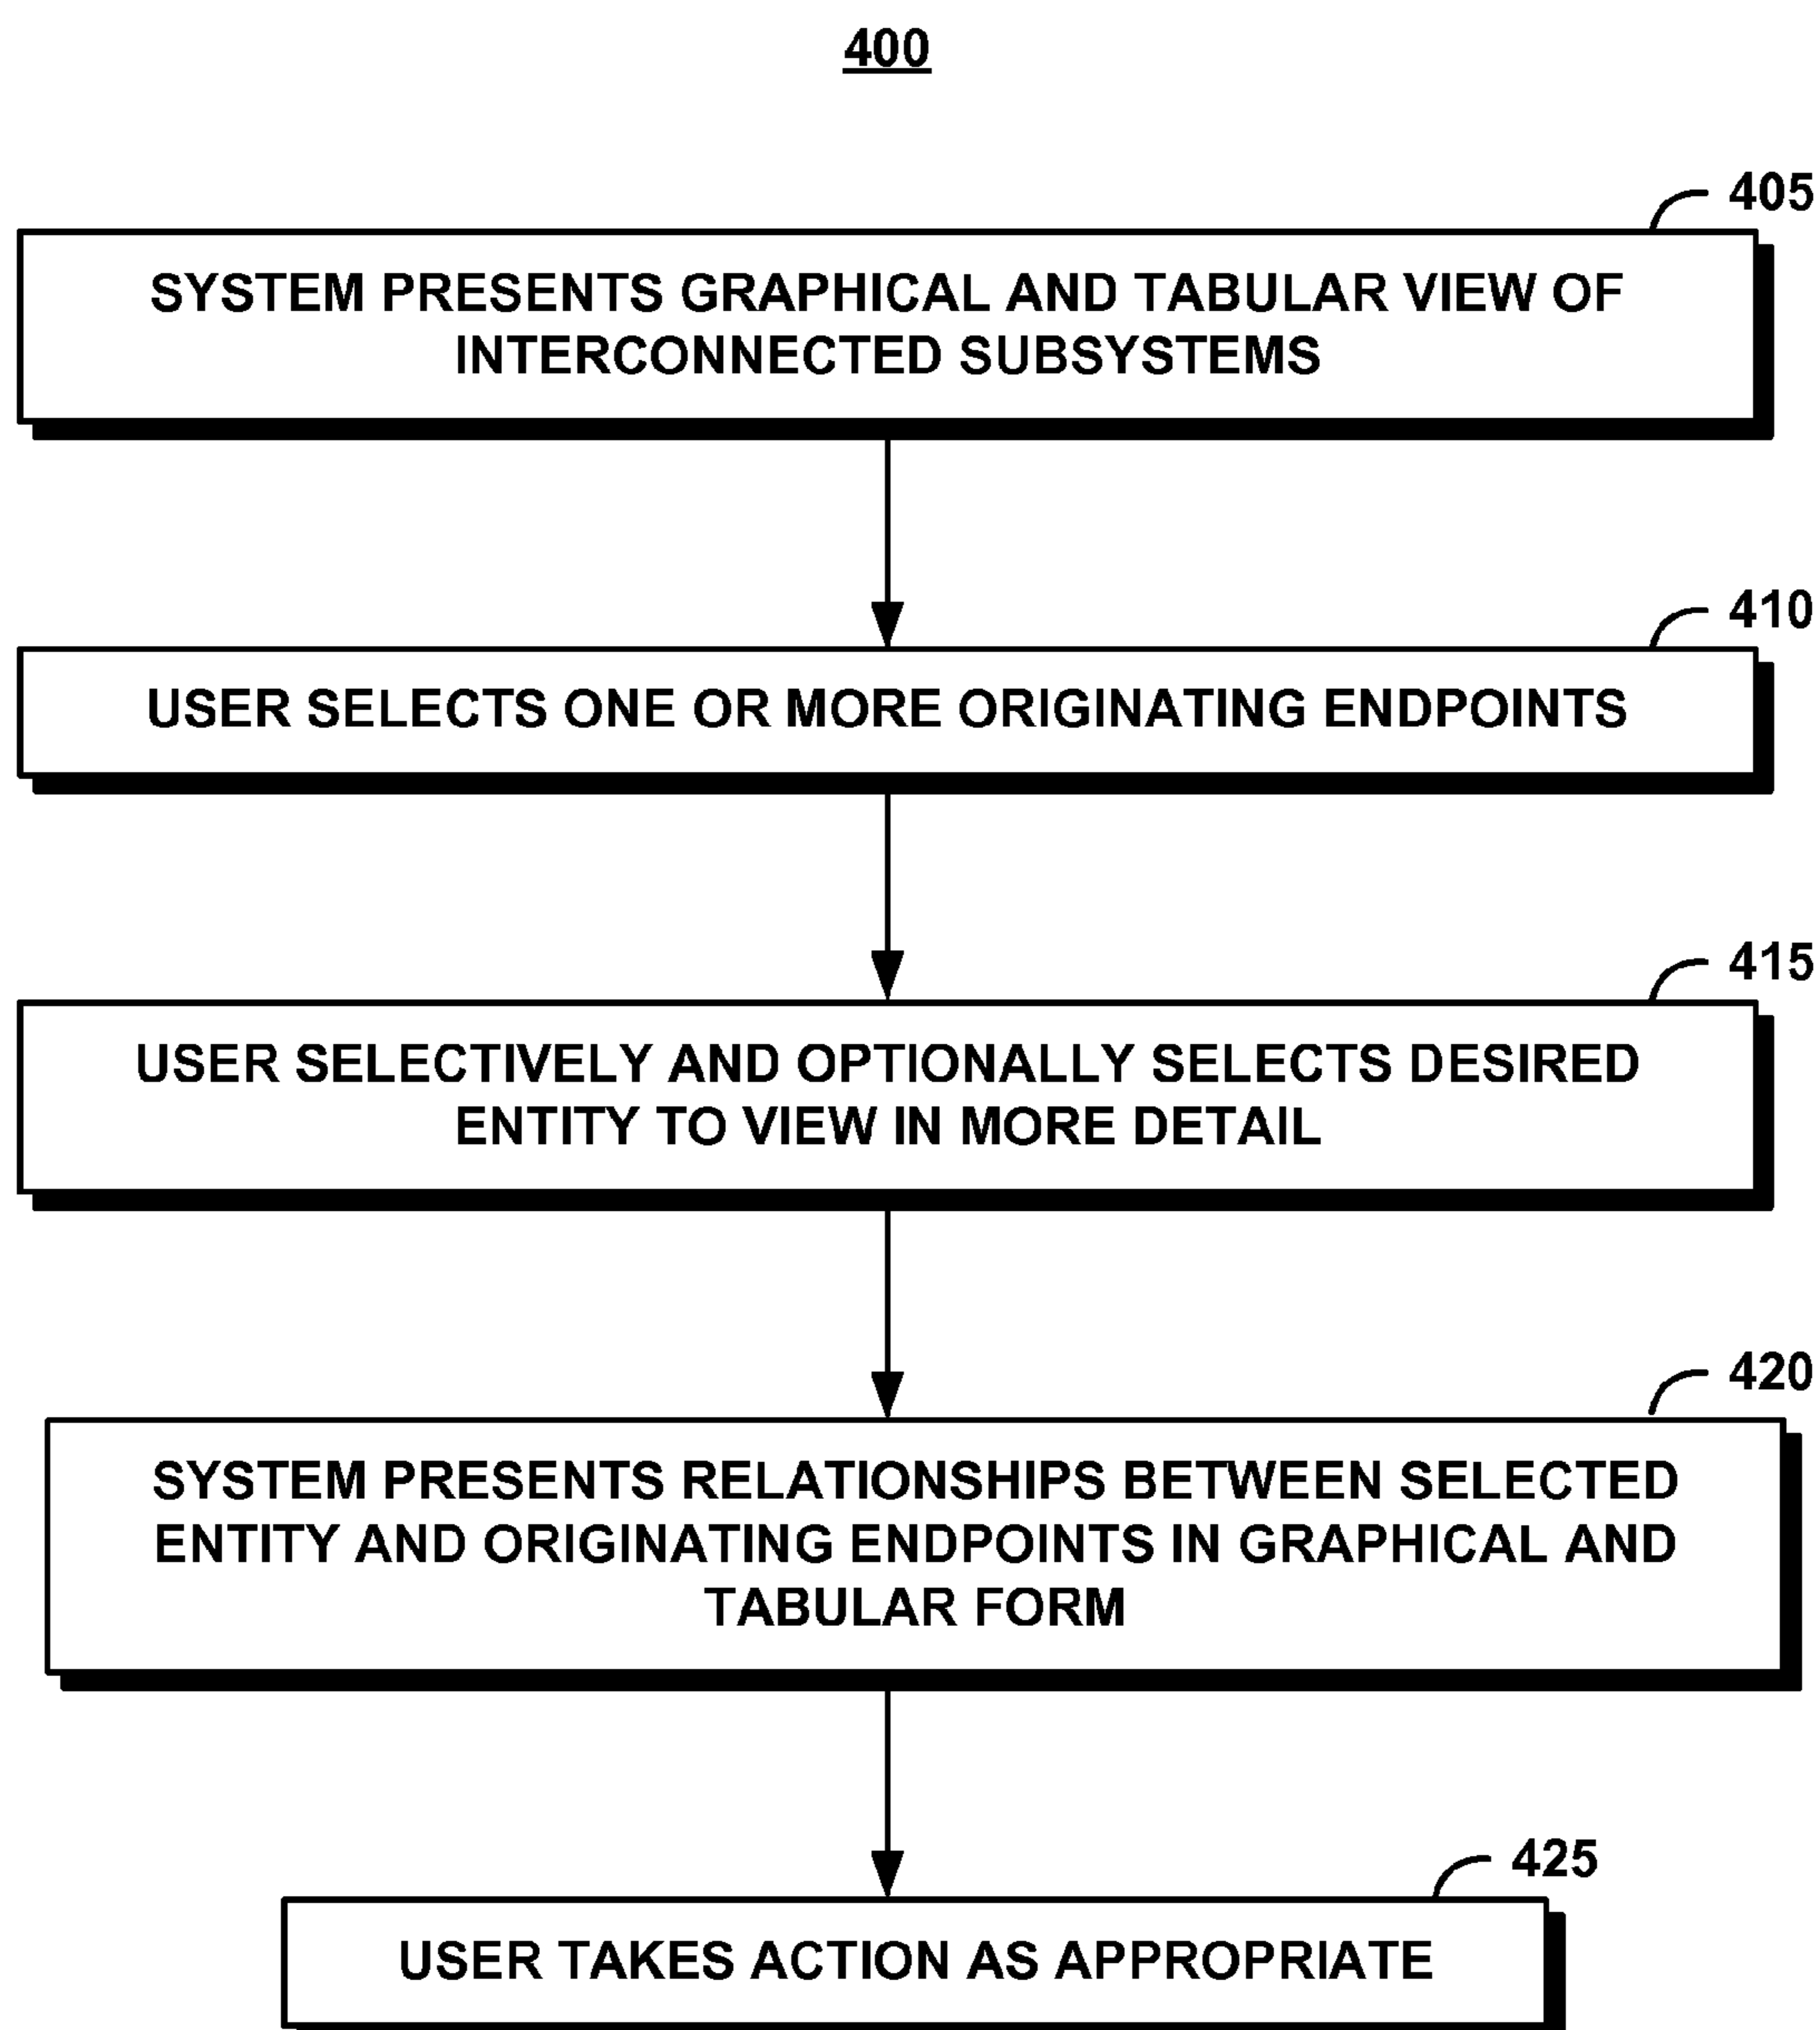 400
405
SYSTEM PRESENTS GRAPHICAL AND TABULAR VIEW OF
INTERCONNECTED SUBSYSTEMS
410
USER SELECTS ONE OR MORE ORIGINATING ENDPOINTS
415
USER SELECTIVELY AND OPTIONALLY SELECTS DESIRED
ENTITY TO VIEW IN MORE DETAIL
420
SYSTEM PRESENTS RELATIONSHIPS BETWEEN SELECTED
ENTITY AND ORIGINATING ENDPOINTS IN GRAPHICAL AND
TABULAR FORM
425
USER TAKES ACTION AS APPROPRIATE